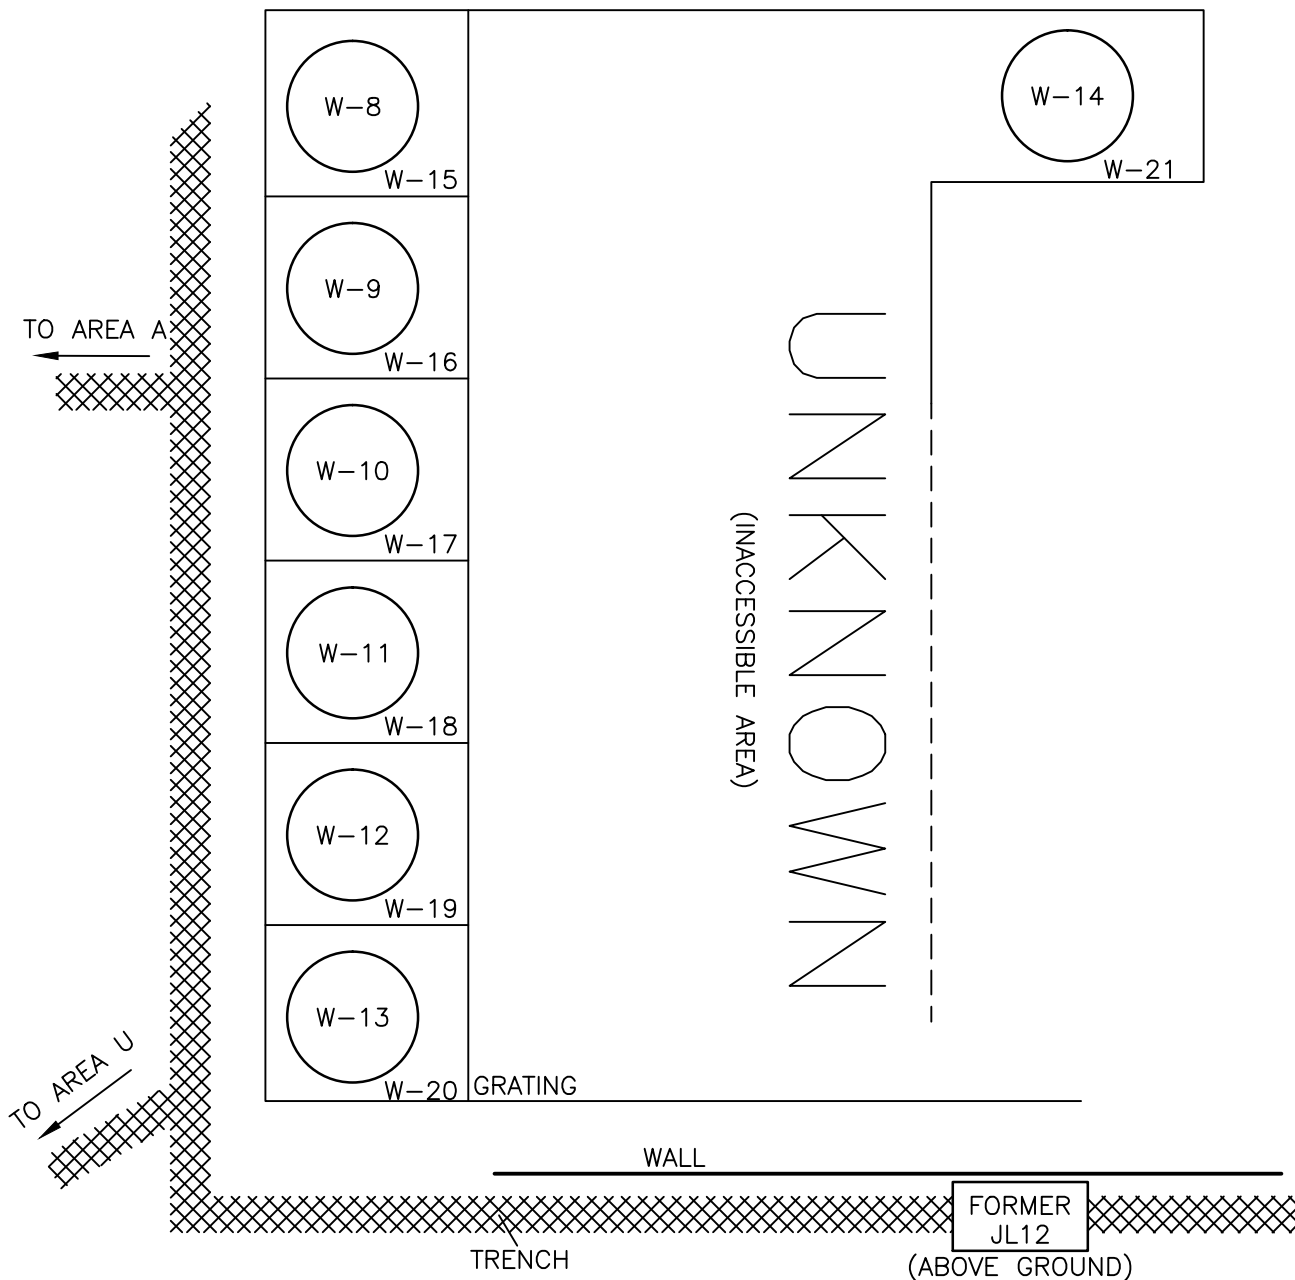 W-8
W-15
W-14
W-21
W-9
W-16
TO AREA A
W-10
W-17
UNKNOWN
(INACCESSIBLE AREA)
W-11
W-18
W-12
W-19
W-13
W-20
GRATING
TO AREA U
WALL
TRENCH
FORMER
JL12
(ABOVE GROUND)